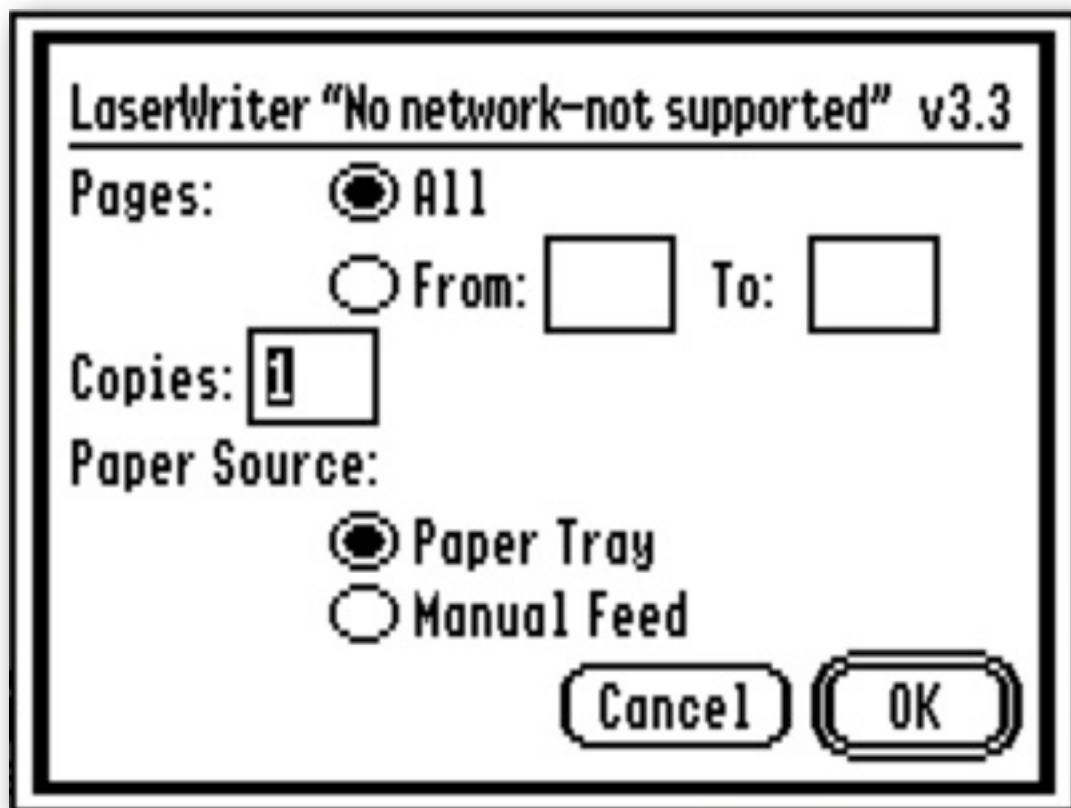 LaserWriter “No network-not supported” v3.3
Pages: All
From: To:
Copies: 1
Paper Source:
Paper Tray
Manual Feed
Cancel OK